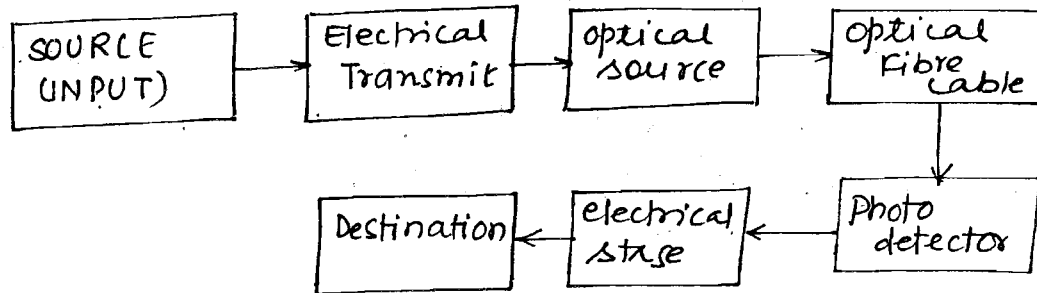 SOURCE
(INPUT)
Electrical
Transmit
optical
source
optical
Fibre
cable
Photo
detector
electrical
stage
Destination